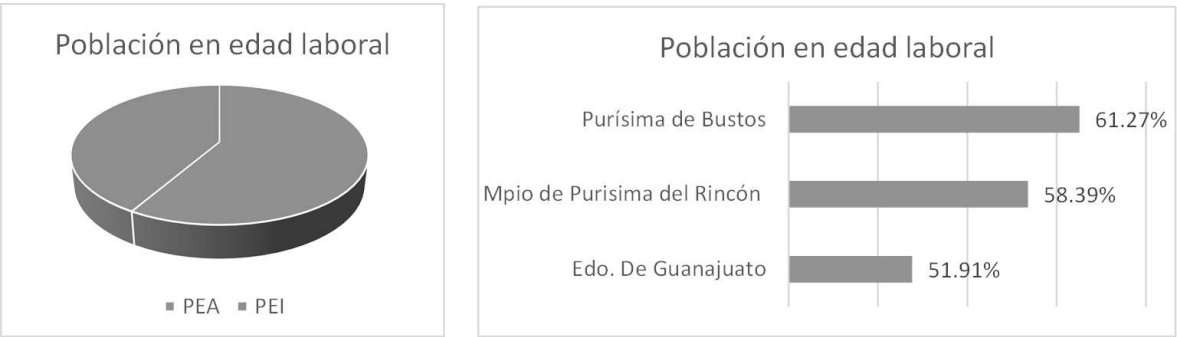 Población en edad laboral
PEA PEI
Población en edad laboral
Purísima de Bustos 61.27%
Mpio de Purisima del Rincón 58.39%
Edo. De Guanajuato 51.91%